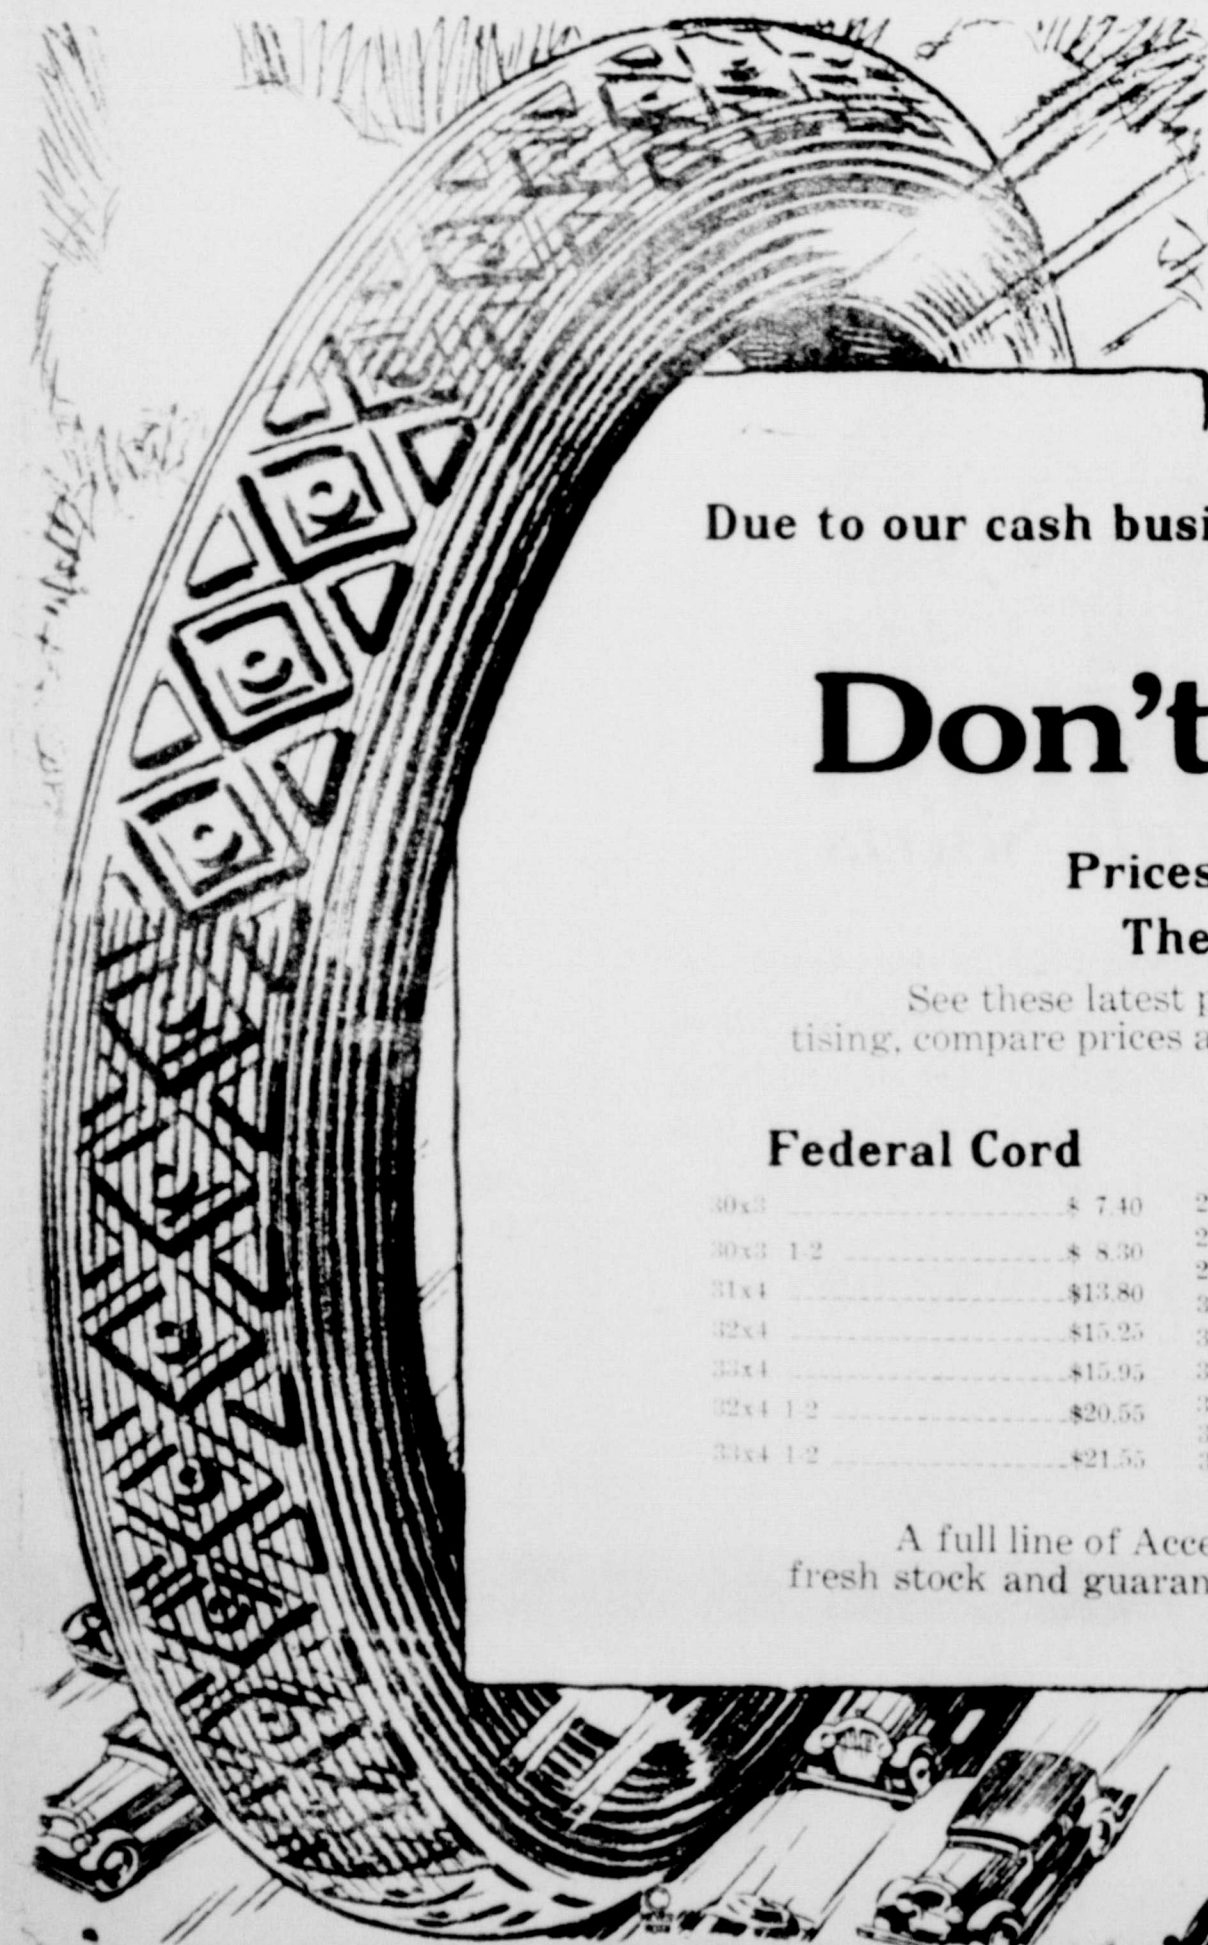 Due to our cash busi
Don't
Prices
The
See these latest p
tising, compare prices a
Federal Cord
30x3 $ 7.40
30x3 1-2 $ 8.30
31x4 $13.80
32x4 $15.25
33x4 $15.95
32x4 1-2 $20.55
33x4 1-2 $21.55
A full line of Acce
fresh stock and guaran